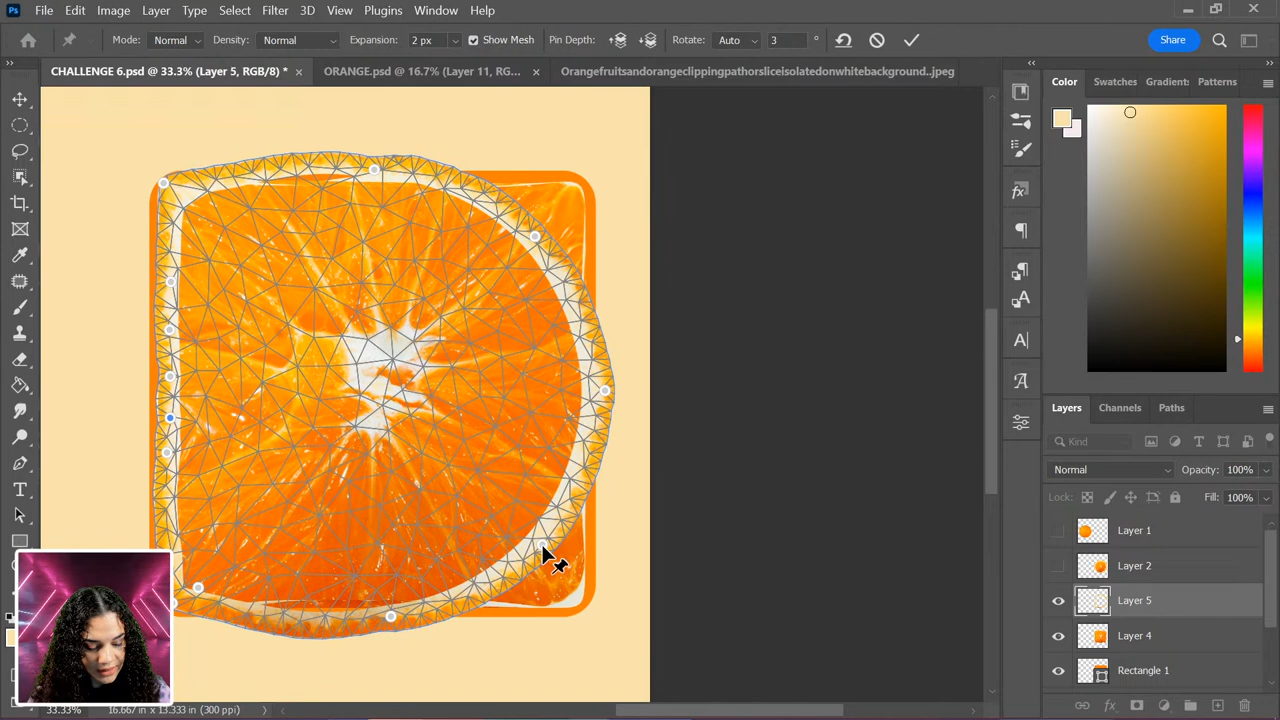 Ps File Edit Image Layer Type Select Filter 3D View Plugins Window Help
Mode: Normal Density: Normal Expansion: 2 px Show Mesh Pin Depth: Rotate: Auto 3 ° Share
CHALLENGE 6.psd @ 33.3% (Layer 5, RGB/8) * × ORANGE.psd @ 16.7% (Layer 11, RG... × Orangefruitsandorangeclippingpathorsliceisolatedonwhitebackground..jpeg
Color Swatches Gradient: Patterns
Layers Channels Paths
Kind
Normal Opacity: 100%
Lock: Fill: 100%
Layer 1
Layer 2
Layer 5
Layer 4
Rectangle 1
33.33% 16.667 in x 13.333 in (300 ppi)